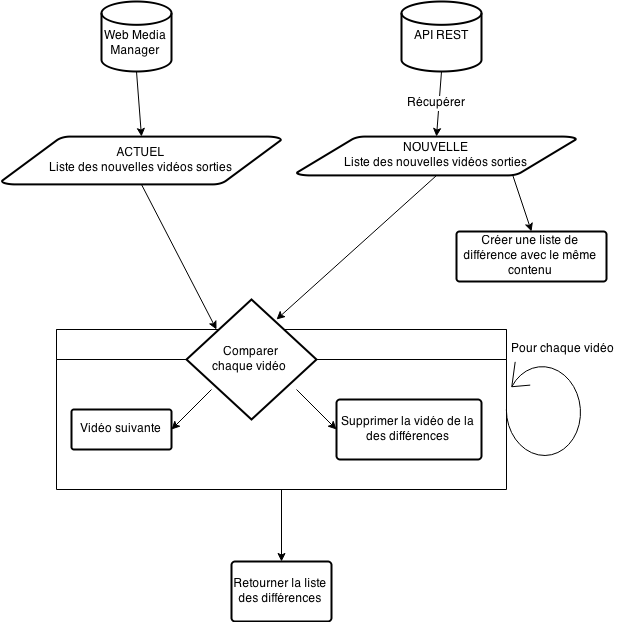 Web Media
Manager
API REST
Récupérer
ACTUEL
Liste des nouvelles vidéos sorties
NOUVELLE
Liste des nouvelles vidéos sorties
Créer une liste de
différence avec le même
contenu
Comparer
chaque vidéo
Pour chaque vidéo
Vidéo suivante
Supprimer la vidéo de la
des différences
Retourner la liste
des différences